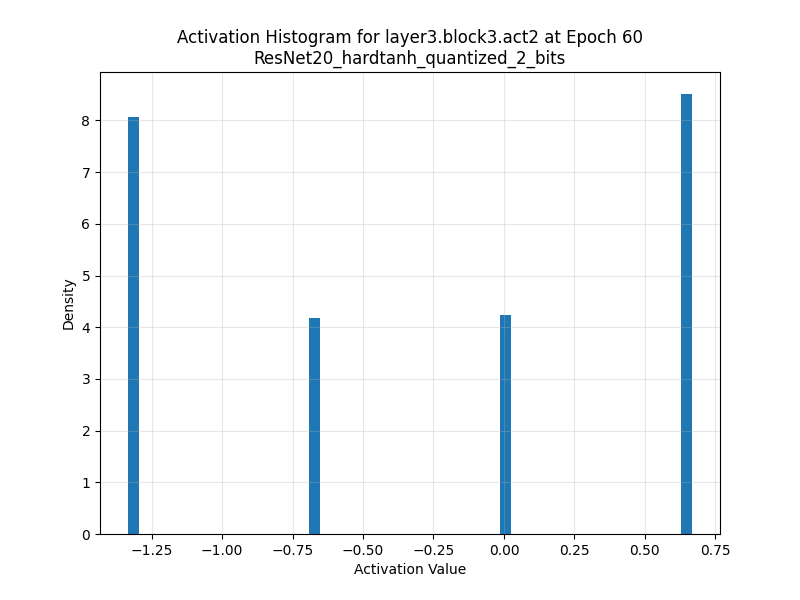 Activation Histogram for layer3.block3.act2 at Epoch 60
ResNet20_hardtanh_quantized_2_bits
8
7
6
5
4
3
2
1
0
Density
−1.25 −1.00 −0.75 −0.50 −0.25 0.00 0.25 0.50 0.75
Activation Value